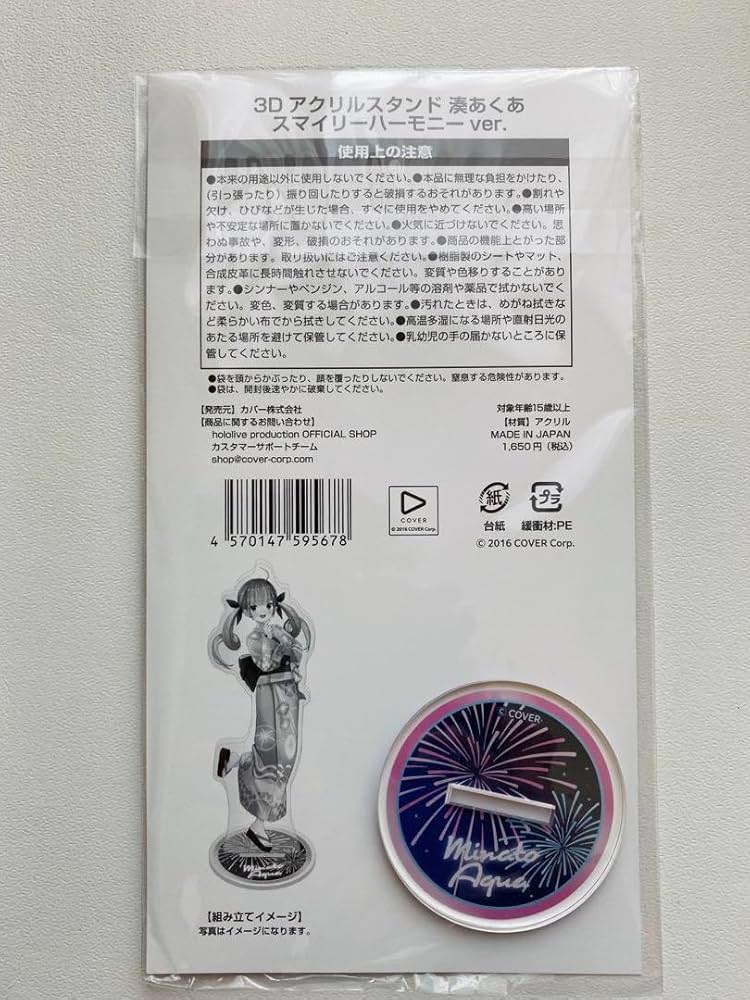 3D アクリルスタンド 湊あくあ
スマイリーハーモニー ver.
使用上の注意
●本来の用途以外に使用しないでください。●本品に無理な負担をかけたり、
(引っ張ったり) 振り回したりすると破損するおそれがあります。●割れや
欠け、ひびなどが生じた場合、すぐに使用をやめてください。●高い場所
や不安定な場所に置かないでください。●火気に近づけないでください。思
わぬ事故や、変形、破損のおそれがあります。●商品の機能上とがった部
分があります。取り扱いにはご注意ください。●樹脂製のシートやマット、
合成皮革に長時間触れさせないでください。変質や色移りすることがあり
ます。●シンナーやベンジン、アルコール等の溶剤や薬品で拭かないでくだ
さい。変色、変質する場合があります。●汚れたときは、めがね拭きな
ど柔らかい布でから拭きしてください。●高温多湿になる場所や直射日光の
あたる場所を避けて保管してください。●乳幼児の手の届かないところに保
管してください。
●袋を頭からかぶったり、顔を覆ったりしないでください。窒息する危険性があります。
●袋は、開封後速やかに破棄してください。
【発売元】カバー株式会社
【商品に関するお問い合わせ】
hololive production OFFICIAL SHOP
カスタマーサポートチーム
shop@cover-corp.com
対象年齢15歳以上
【材質】アクリル
MADE IN JAPAN
1,650円(税込)
4 570147 595678
COVER
© 2016 COVER Corp.
紙
台紙
プラ
緩衝材:PE
© 2016 COVER Corp.
Minato
Aqua
【組み立てイメージ】
写真はイメージになります。
© COVER
Minato
Aqua